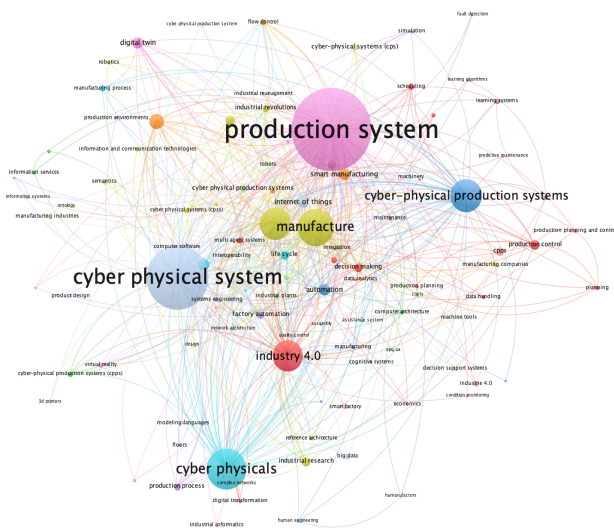 fault detection
cybe physical production system
flow control
simulation
digital twin
cyber-physical systems (cps)
robotics
learning algorithms
manufacturing process
industrial management
scheduling
learning systems
industrial revolutions
production environments
production system
information and communication technologies
predictive maintenance
robots
information services
smart manufacturing
machinery
semantics
cyber physical production systems
information systems
cyber-physical production systems
ontology
internet of things
manufacturing industries
cyber physical systems (cpss)
maintenance
manufacture
production planning and contr
multi agent systems
computer software
integration
production control
interoperability
life cycle
cpps
decision making
manufacturing companies
cyber physical system
data analytics
production planning
planning
product design
automation
costs
systems engineering
industrial plants
data handling
factory automation
computer architecture
machine tools
assembly
assistance system
network architecture
quality control
design
manufacturing
opc ua
industry 4.0
cognitive systems
virtual reality
decision support systems
cyber-physical production systems (cpps)
industrie 4.0
condition monitoring
3d printers
smart factory
economics
modeling-languages
reference architecture
floors
big data
industrial research
cyber physicals
complex networks
production process
human factors
digital transformation
human engineering
industrial informatics